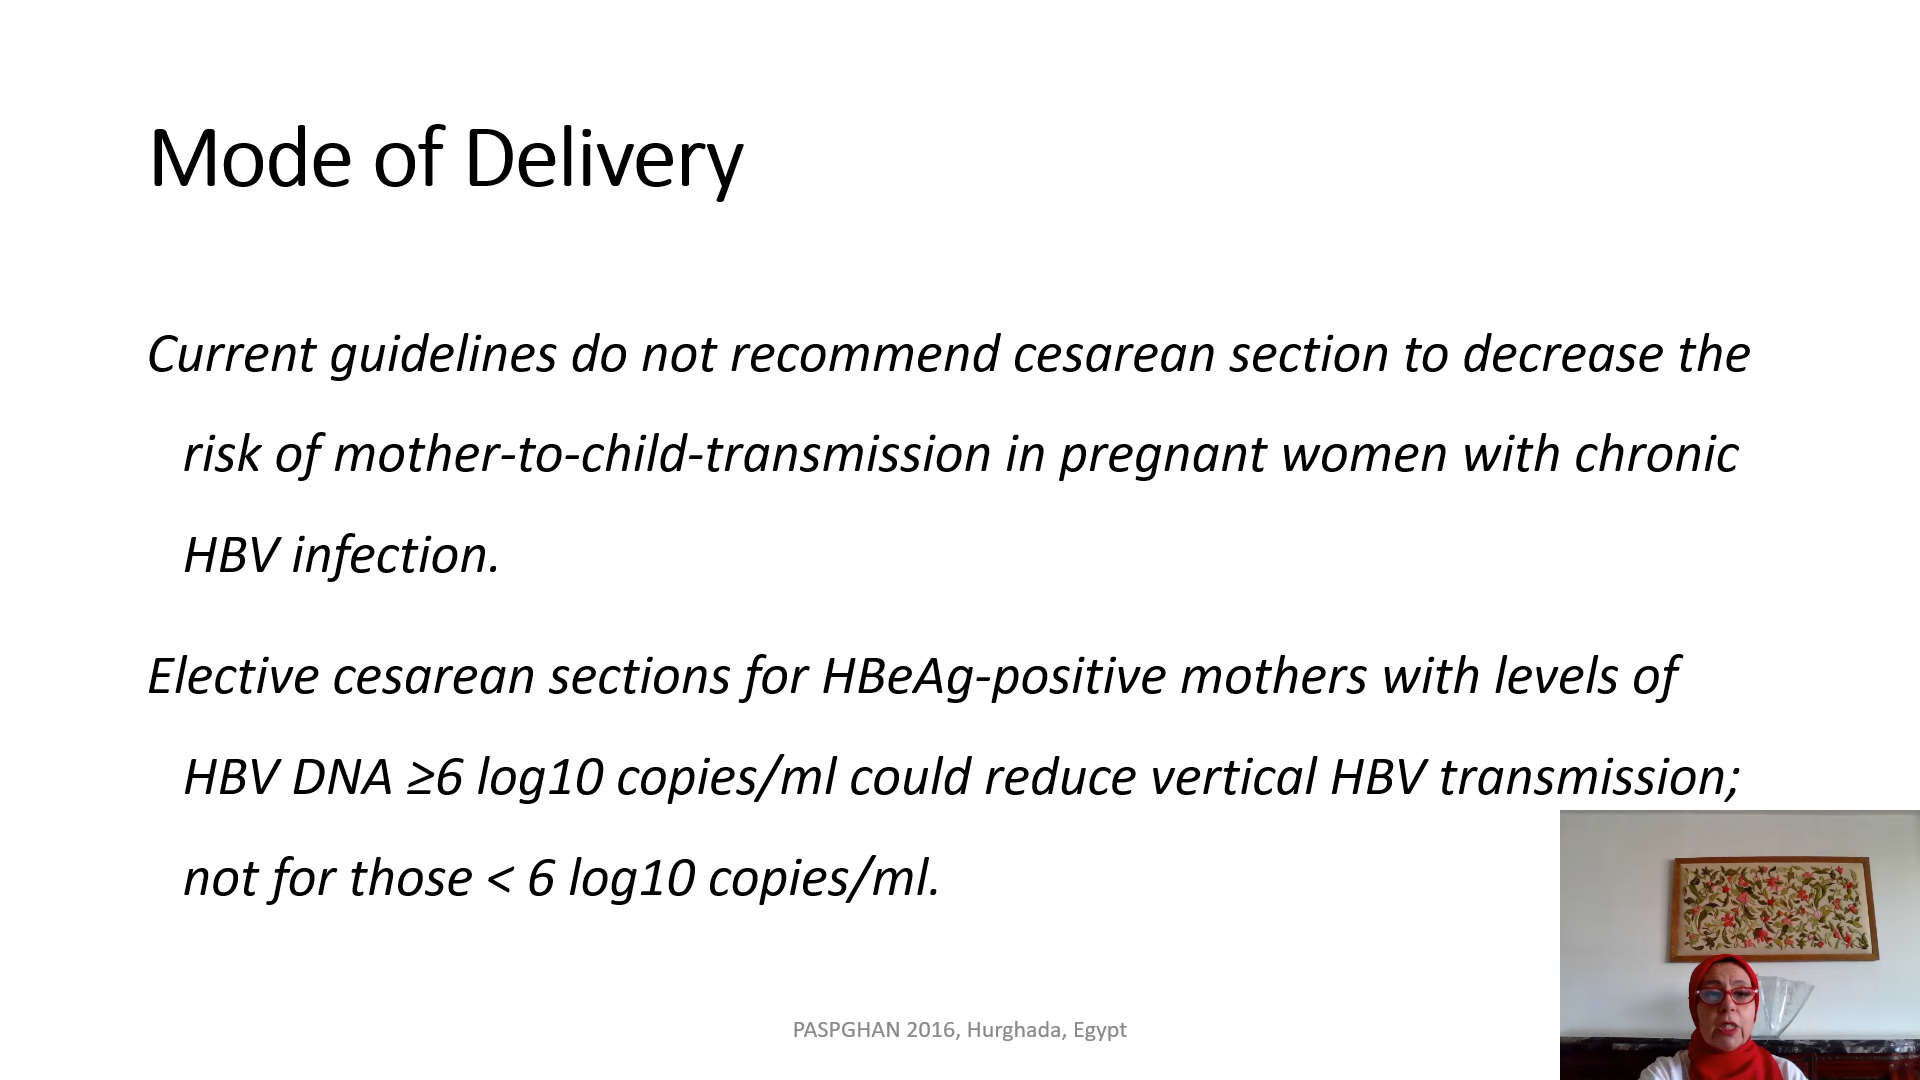 Mode of Delivery
Current guidelines do not recommend cesarean section to decrease the
risk of mother-to-child-transmission in pregnant women with chronic
HBV infection.
Elective cesarean sections for HBeAg-positive mothers with levels of
HBV DNA ≥6 log10 copies/ml could reduce vertical HBV transmission;
not for those < 6 log10 copies/ml.
PASPGHAN 2016, Hurghada, Egypt